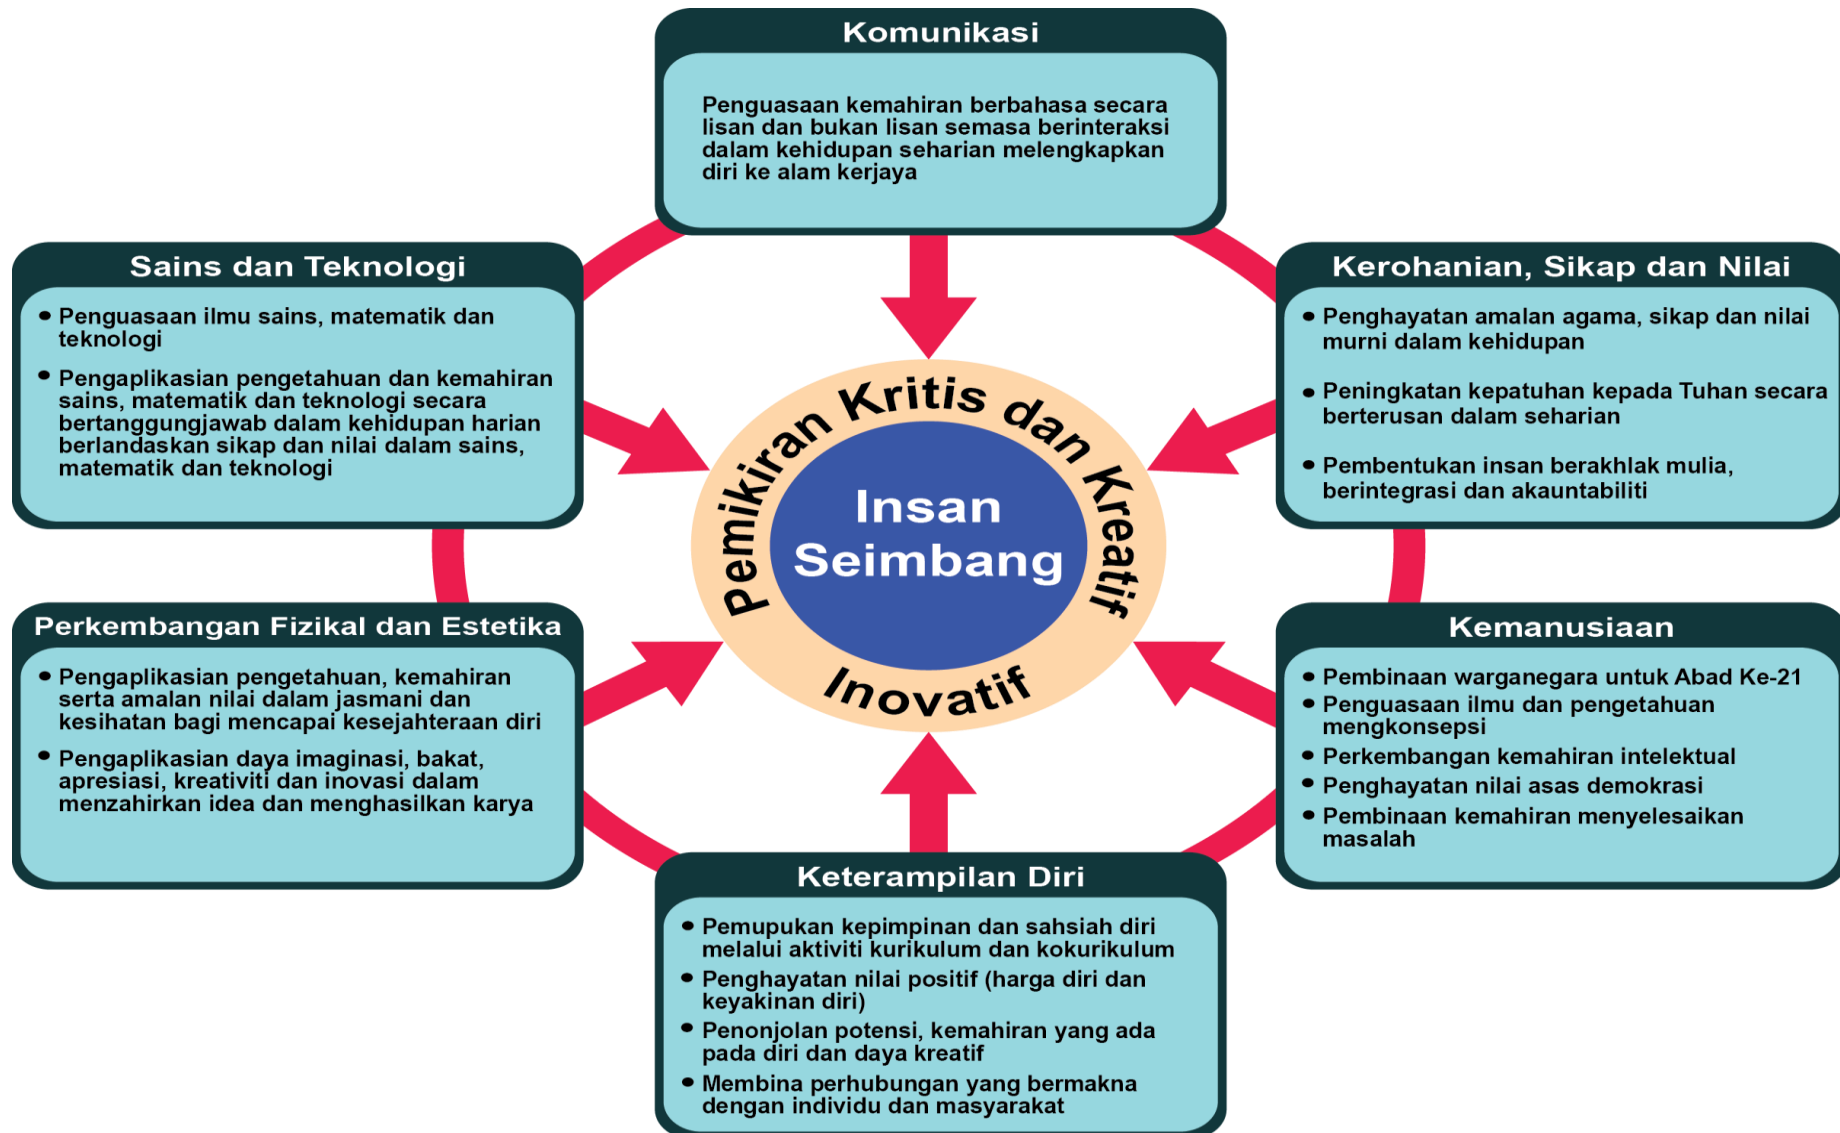 Komunikasi
Penguasaan kemahiran berbahasa secara
lisan dan bukan lisan semasa berinteraksi
dalam kehidupan seharian melengkapkan
diri ke alam kerjaya
Sains dan Teknologi
• Penguasaan ilmu sains, matematik dan
teknologi
• Pengaplikasian pengetahuan dan kemahiran
sains, matematik dan teknologi secara
bertanggungjawab dalam kehidupan harian
berlandaskan sikap dan nilai dalam sains,
matematik dan teknologi
Kerohanian, Sikap dan Nilai
• Penghayatan amalan agama, sikap dan nilai
murni dalam kehidupan
• Peningkatan kepatuhan kepada Tuhan secara
berterusan dalam seharian
• Pembentukan insan berakhlak mulia,
berintegrasi dan akauntabiliti
Pemikiran Kritis dan Kreatif
Insan
Seimbang
Inovatif
Perkembangan Fizikal dan Estetika
• Pengaplikasian pengetahuan, kemahiran
serta amalan nilai dalam jasmani dan
kesihatan bagi mencapai kesejahteraan diri
• Pengaplikasian daya imaginasi, bakat,
apresiasi, kreativiti dan inovasi dalam
menzahirkan idea dan menghasilkan karya
Kemanusiaan
• Pembinaan warganegara untuk Abad Ke-21
• Penguasaan ilmu dan pengetahuan
mengkonsepsi
• Perkembangan kemahiran intelektual
• Penghayatan nilai asas demokrasi
• Pembinaan kemahiran menyelesaikan
masalah
Keterampilan Diri
• Pemupukan kepimpinan dan sahsiah diri
melalui aktiviti kurikulum dan kokurikulum
• Penghayatan nilai positif (harga diri dan
keyakinan diri)
• Penonjolan potensi, kemahiran yang ada
pada diri dan daya kreatif
• Membina perhubungan yang bermakna
dengan individu dan masyarakat